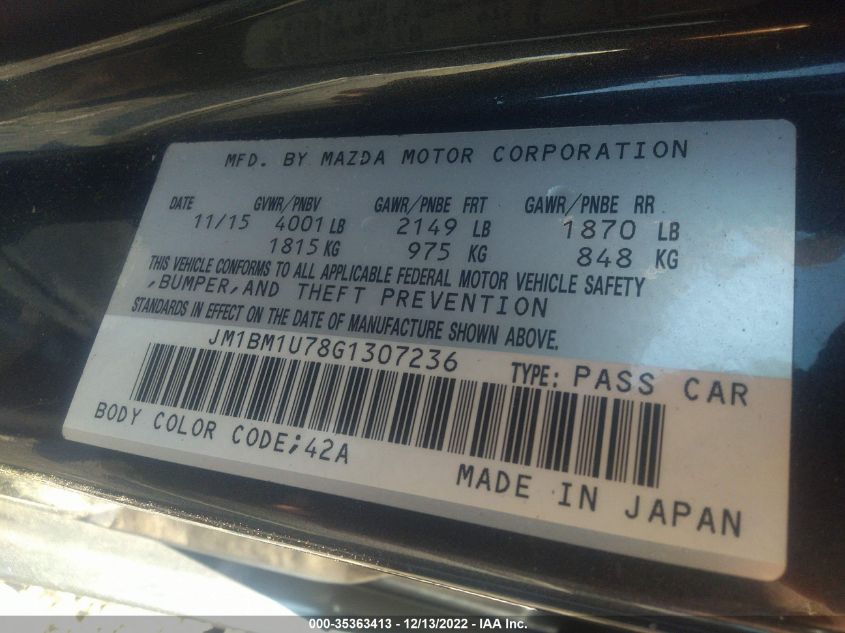 MFD. BY MAZDA MOTOR CORPORATION
DATE GVWR/PNBV GAWR/PNBE FRT GAWR/PNBE RR
11/15 4001 LB 2149 LB 1870 LB
1815 KG 975 KG 848 KG
THIS VEHICLE CONFORMS TO ALL APPLICABLE FEDERAL MOTOR VEHICLE SAFETY
,BUMPER,AND THEFT PREVENTION
STANDARDS IN EFFECT ON THE DATE OF MANUFACTURE SHOWN ABOVE.
JM1BM1U78G1307236 TYPE: PASS CAR
BODY COLOR CODE;42A
MADE IN JAPAN
000-35363413 - 12/13/2022 - IAA Inc.